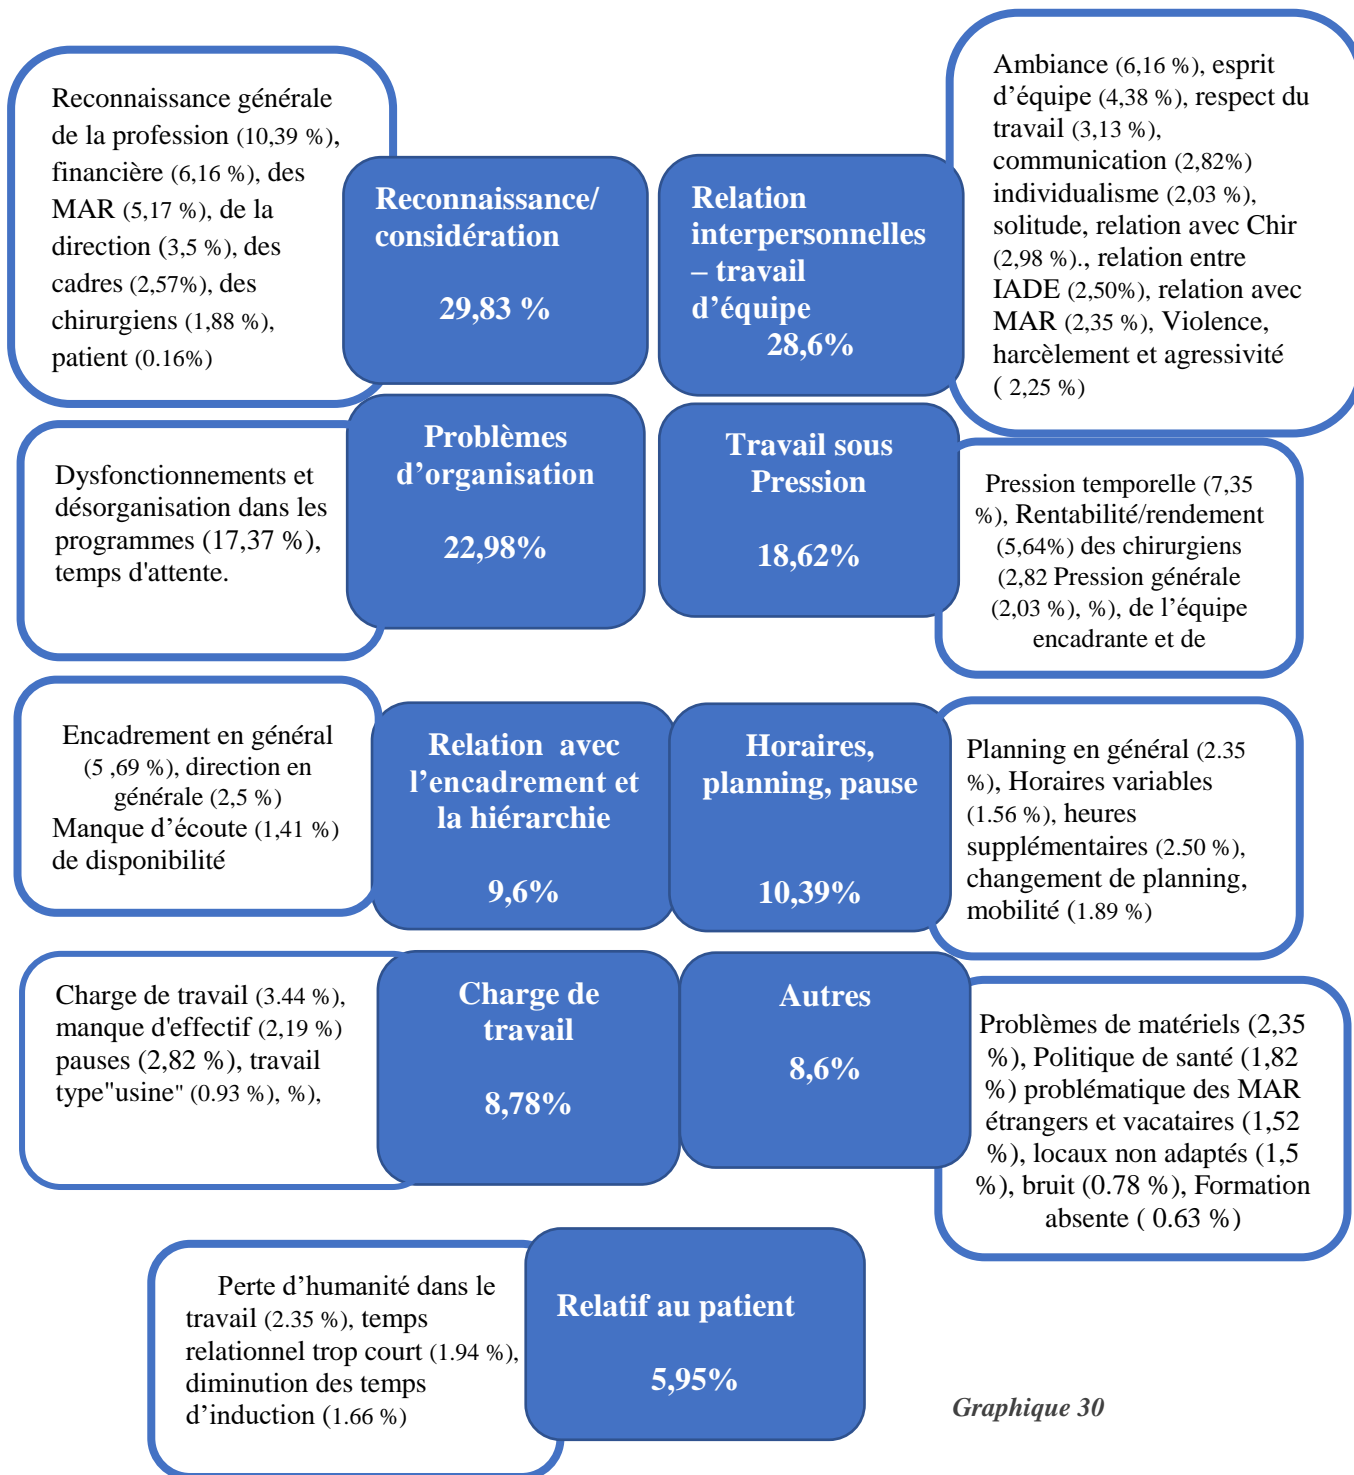 Reconnaissance générale
de la profession (10,39 %),
financière (6,16 %), des
MAR (5,17 %), de la
direction (3,5 %), des
cadres (2,57%), des
chirurgiens (1,88 %),
patient (0.16%)
Reconnaissance/
considération
29,83 %
Relation
interpersonnelles
– travail
d’équipe
28,6%
Ambiance (6,16 %), esprit
d’équipe (4,38 %), respect du
travail (3,13 %),
communication (2,82%)
individualisme (2,03 %),
solitude, relation avec Chir
(2,98 %)., relation entre
IADE (2,50%), relation avec
MAR (2,35 %), Violence,
harcèlement et agressivité
( 2,25 %)
Dysfonctionnements et
désorganisation dans les
programmes (17,37 %),
temps d'attente.
Problèmes
d’organisation
22,98%
Travail sous
Pression
18,62%
Pression temporelle (7,35
%), Rentabilité/rendement
(5,64%) des chirurgiens
(2,82 Pression générale
(2,03 %), %), de l’équipe
encadrante et de
Encadrement en général
(5 ,69 %), direction en
générale (2,5 %)
Manque d’écoute (1,41 %)
de disponibilité
Relation avec
l’encadrement et
la hiérarchie
9,6%
Horaires,
planning, pause
10,39%
Planning en général (2.35
%), Horaires variables
(1.56 %), heures
supplémentaires (2.50 %),
changement de planning,
mobilité (1.89 %)
Charge de travail (3.44 %),
manque d'effectif (2,19 %)
pauses (2,82 %), travail
type"usine" (0.93 %), %),
Charge de
travail
8,78%
Autres
8,6%
Problèmes de matériels (2,35
%), Politique de santé (1,82
%) problématique des MAR
étrangers et vacataires (1,52
%), locaux non adaptés (1,5
%), bruit (0.78 %), Formation
absente ( 0.63 %)
Perte d’humanité dans le
travail (2.35 %), temps
relationnel trop court (1.94 %),
diminution des temps
d’induction (1.66 %)
Relatif au patient
5,95%
Graphique 30